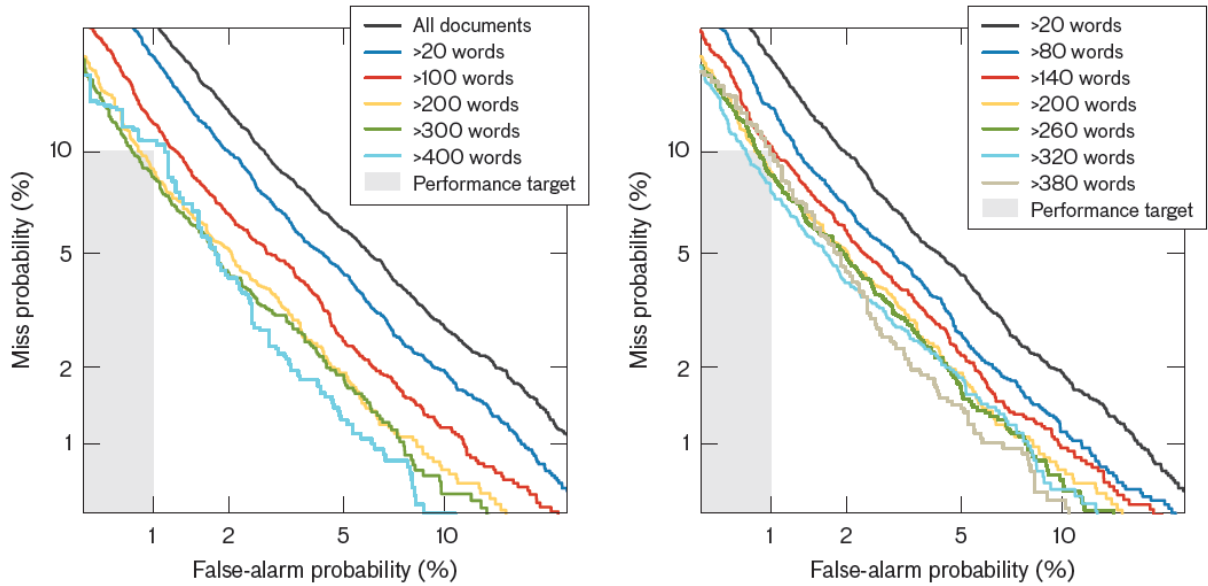 All documents
>20 words
>100 words
>200 words
>300 words
>400 words
Performance target
10
5
2
1
Miss probability (%)
1
2
5
10
False-alarm probability (%)
>20 words
>80 words
>140 words
>200 words
>260 words
>320 words
>380 words
Performance target
10
5
2
1
Miss probability (%)
1
2
5
10
False-alarm probability (%)